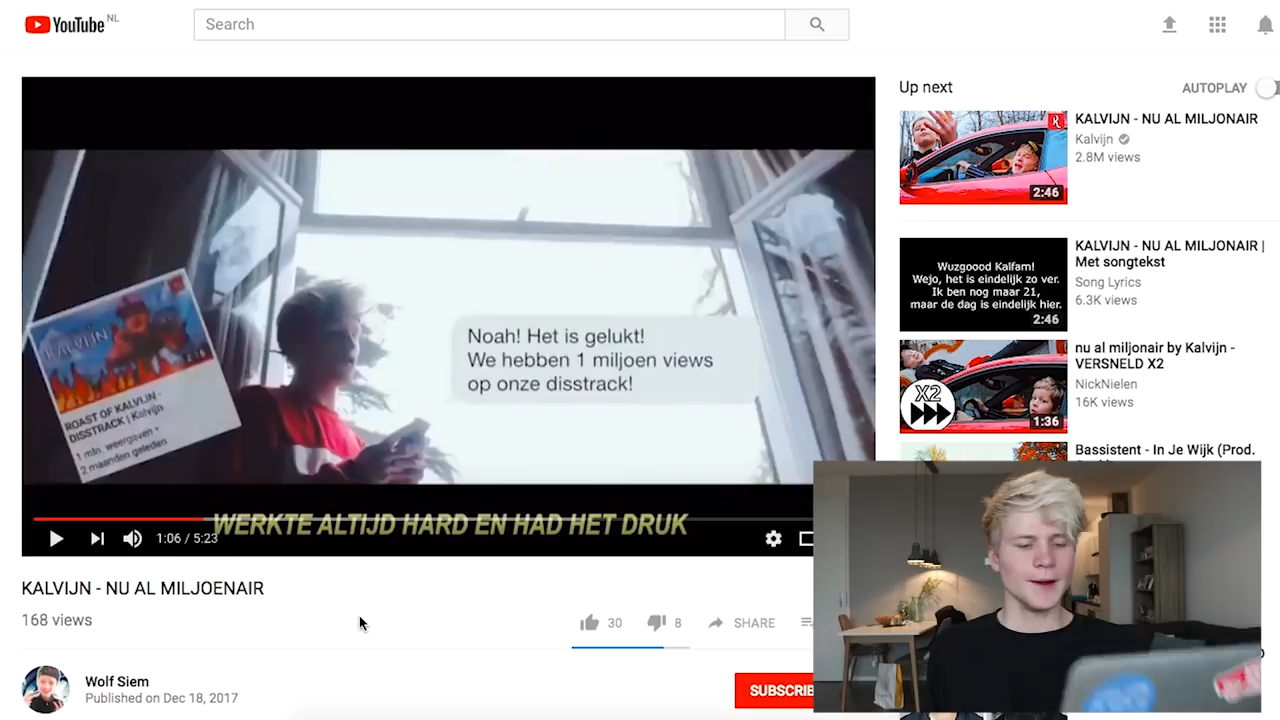 YouTube NL
Search
Up next
AUTOPLAY
KALVIJN - NU AL MILJONAIR
Kalvijn
2.8M views
2:46
KALVIJN - NU AL MILJONAIR |
Met songtekst
Song Lyrics
6.3K views
Wuzgoood Kalfam!
Wejo, het is eindelijk zo ver.
Ik ben nog maar 21,
maar de dag is eindelijk hier.
2:46
nu al miljonair by Kalvijn -
VERSNELD X2
NickNielen
16K views
X2
1:36
Bassistent - In Je Wijk (Prod.
KALVIJN
2:16
ROAST OF KALVIJN -
DISSTRACK | Kalvijn
1 mln. weergaven •
2 maanden geleden
Noah! Het is gelukt!
We hebben 1 miljoen views
op onze disstrack!
WERKTE ALTIJD HARD EN HAD HET DRUK
1:06 / 5:23
KALVIJN - NU AL MILJOENAIR
168 views
30
8
SHARE
Wolf Siem
Published on Dec 18, 2017
SUBSCRIBE